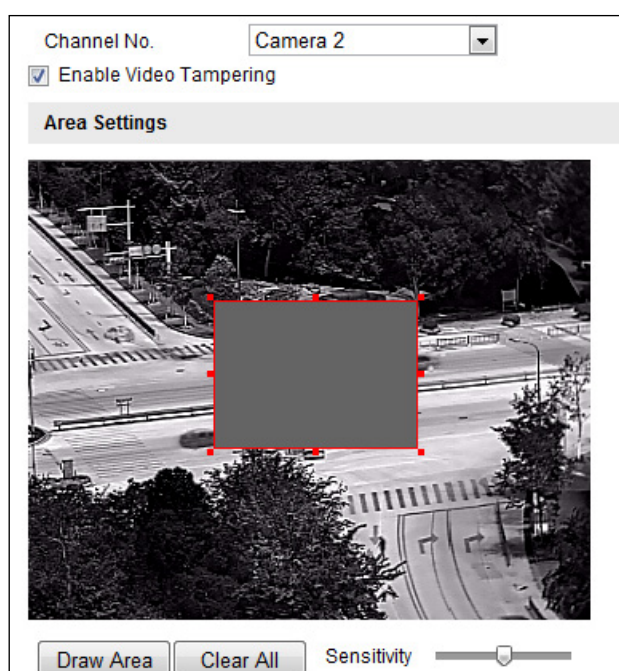 Channel No. Camera 2
Enable Video Tampering
Area Settings
Draw Area Clear All Sensitivity